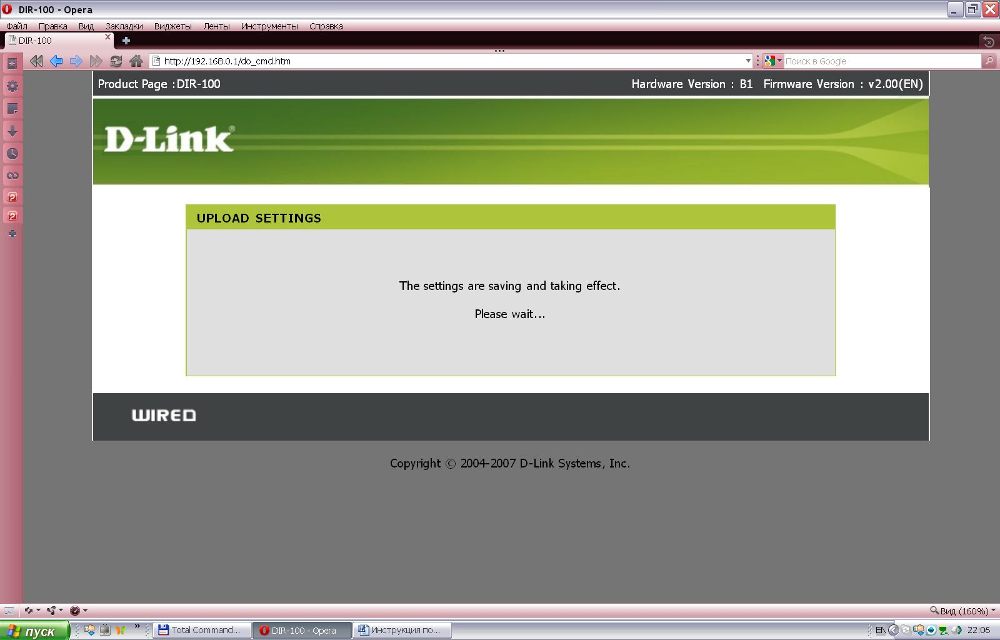 DIR-100 - Opera
Файл Правка Вид Закладки Виджеты Ленты Инструменты Справка
DIR-100
http://192.168.0.1/do_cmd.htm Поиск в Google
Product Page :DIR-100 Hardware Version : B1 Firmware Version : v2.00(EN)
D-Link®
UPLOAD SETTINGS
The settings are saving and taking effect.
Please wait...
WIRED
Copyright © 2004-2007 D-Link Systems, Inc.
Вид (160%)
пуск » Total Command... DIR-100 - Opera Инструкция по... EN 22:06